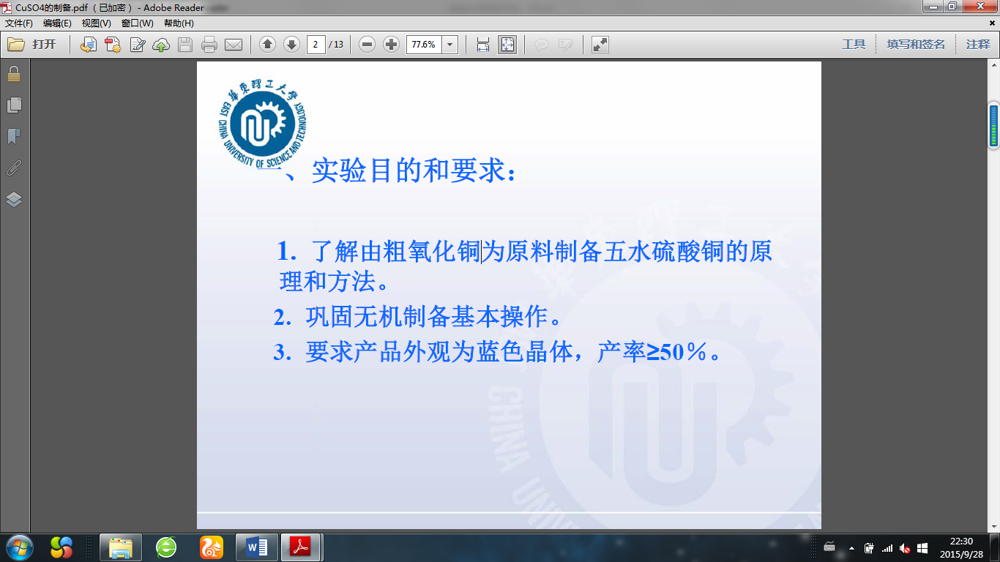 CuSO4的制备.pdf （已加密） - Adobe Reader
文件(F) 编辑(E) 视图(V) 窗口(W) 帮助(H)
打开 2 / 13 77.6% 工具 填写和签名 注释
華東理工大学
EAST CHINA UNIVERSITY OF SCIENCE AND TECHNOLOGY
、实验目的和要求：
1. 了解由粗氧化铜为原料制备五水硫酸铜的原
理和方法。
2. 巩固无机制备基本操作。
3. 要求产品外观为蓝色晶体，产率≥50％。
CHINA UNIV
22:30
2015/9/28